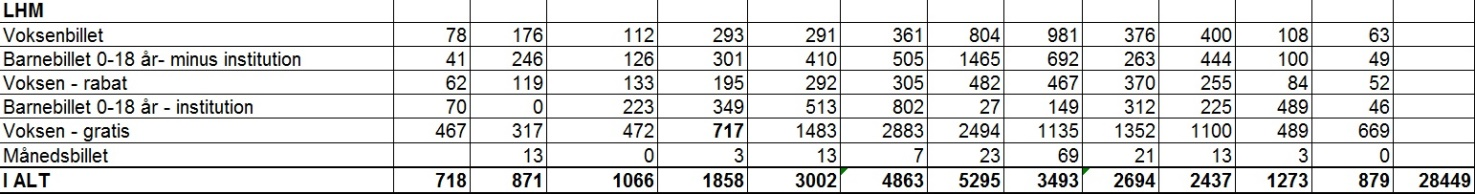 LHM
Voksenbillet 78 176 112 293 291 361 804 981 376 400 108 63
Barnebillet 0-18 år- minus institution 41 246 126 301 410 505 1465 692 263 444 100 49
Voksen - rabat 62 119 133 195 292 305 482 467 370 255 84 52
Barnebillet 0-18 år - institution 70 0 223 349 513 802 27 149 312 225 489 46
Voksen - gratis 467 317 472 717 1483 2883 2494 1135 1352 1100 489 669
Månedsbillet 13 0 3 13 7 23 69 21 13 3 0
I ALT 718 871 1066 1858 3002 4863 5295 3493 2694 2437 1273 879 28449